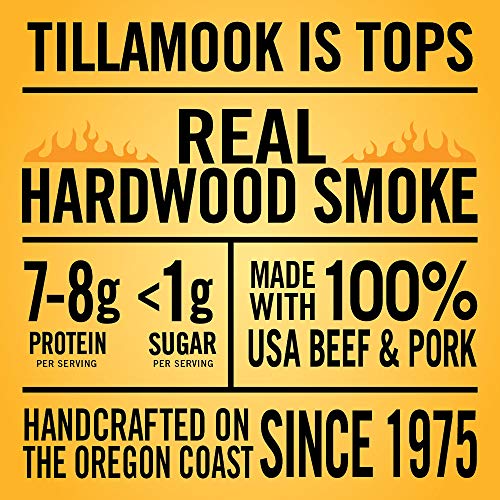 TILLAMOOK IS TOPS
REAL
HARDWOOD SMOKE
7-8g
PROTEIN
PER SERVING
<1g
SUGAR
PER SERVING
MADE
WITH 100%
USA BEEF & PORK
HANDCRAFTED ON
THE OREGON COAST
SINCE 1975